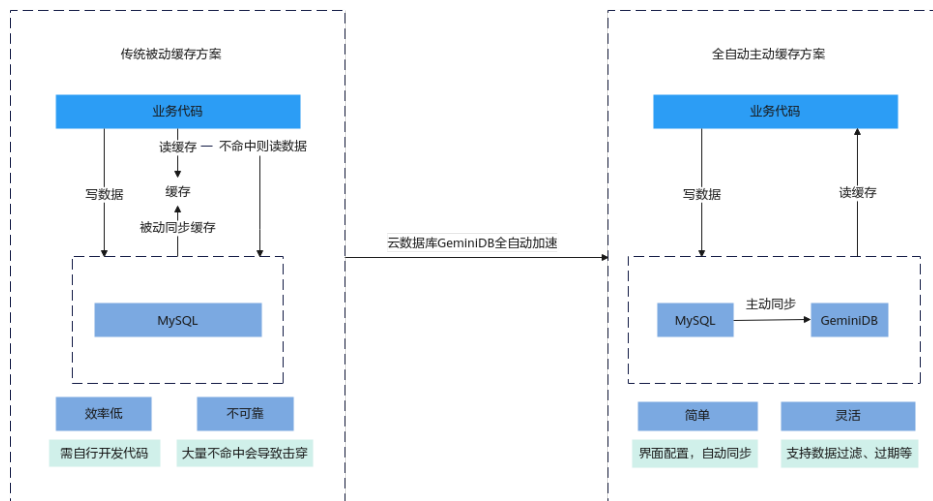 传统被动缓存方案
业务代码
读缓存 — 不命中则读数据
写数据
缓存
被动同步缓存
MySQL
效率低
不可靠
需自行开发代码
大量不命中会导致击穿
云数据库GeminiDB全自动加速
全自动主动缓存方案
业务代码
写数据
读缓存
主动同步
MySQL
GeminiDB
简单
灵活
界面配置，自动同步
支持数据过滤、过期等